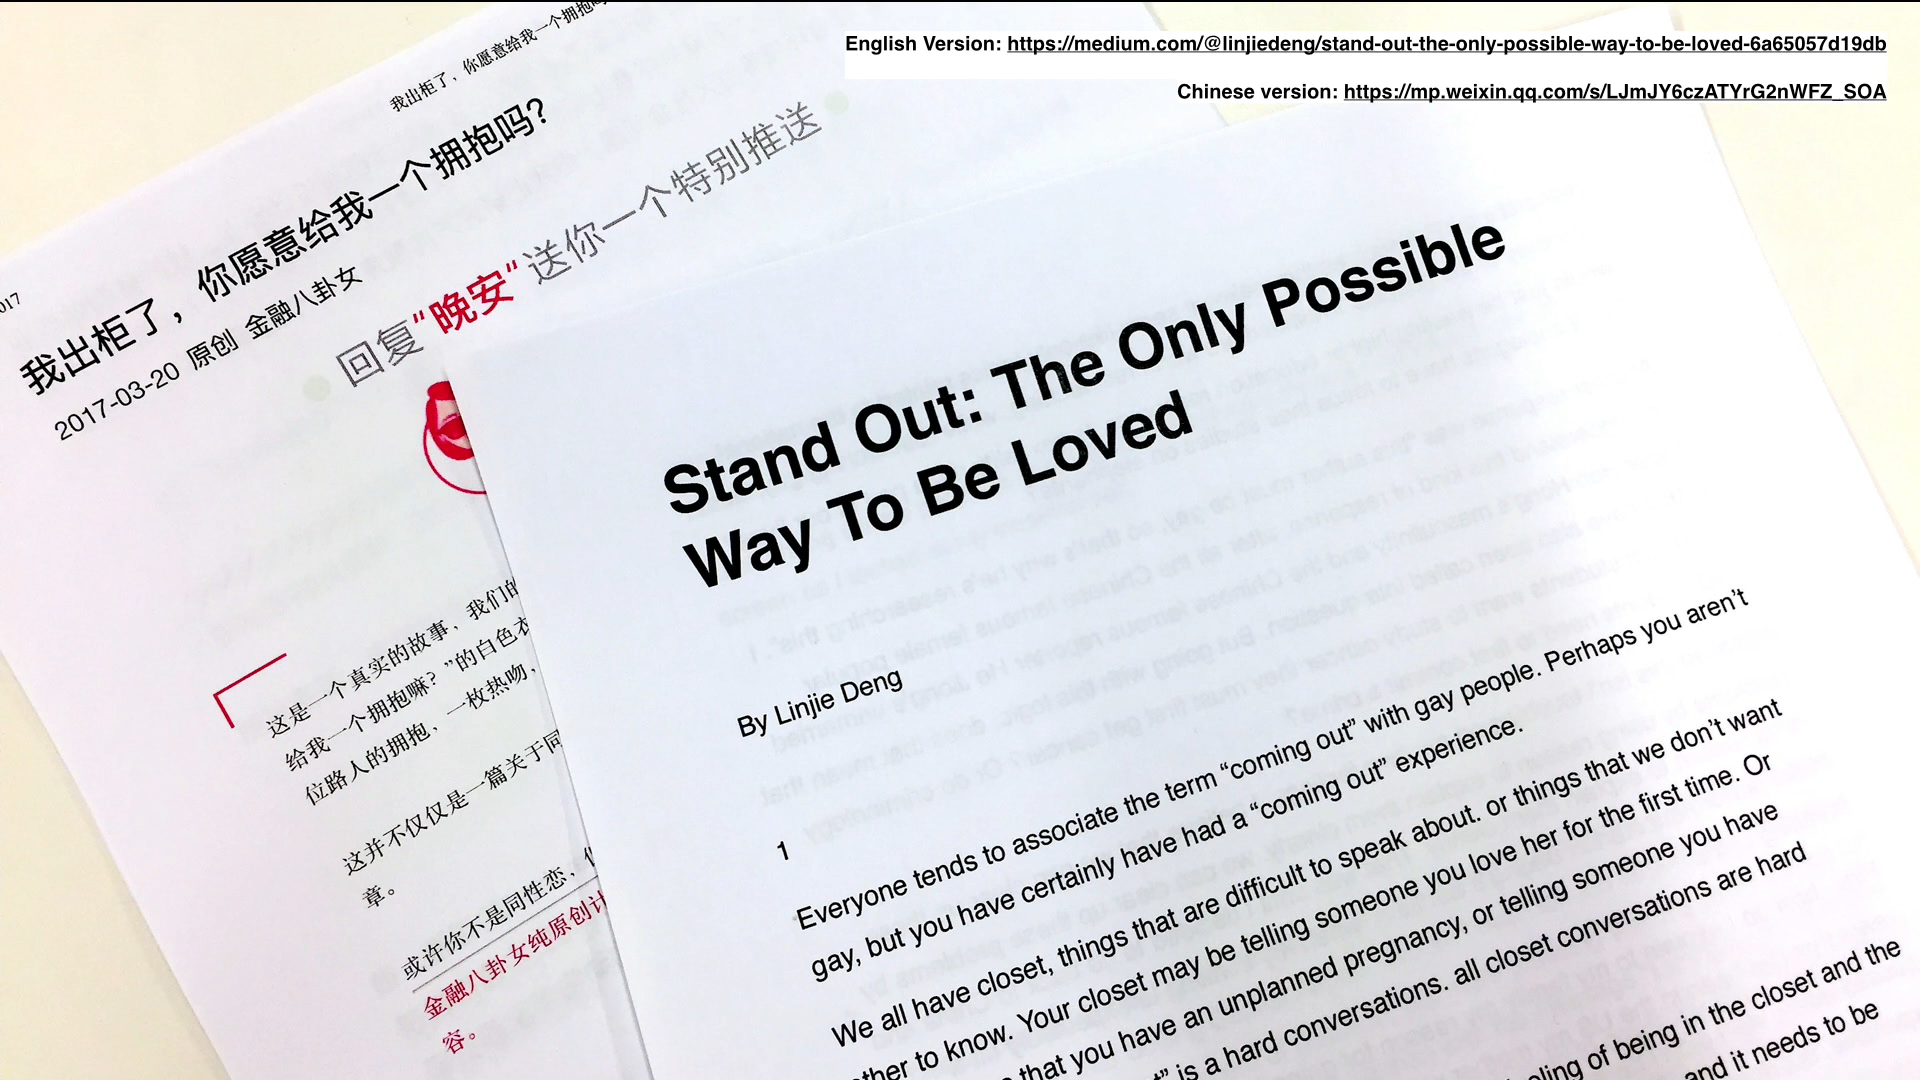 English Version: https://medium.com/@linjiedeng/stand-out-the-only-possible-way-to-be-loved-6a65057d19db
Chinese version: https://mp.weixin.qq.com/s/LJmJY6czATYrG2nWFZ_SOA
我出柜了，你愿意给我一个拥抱吗
我出柜了，你愿意给我一个拥抱吗？
2017-03-20 原创 金融八卦女
回复“晚安“送你一个特别推送
这是一个真实的故事，我们的
给我一个拥抱嘛？”的白色衣
位路人的拥抱，一枚热吻，
这并不仅仅是一篇关于同
章。
或许你不是同性恋，
金融八卦女纯原创计
容。
Stand Out: The Only Possible
Way To Be Loved
By Linjie Deng
1
Everyone tends to associate the term “coming out” with gay people. Perhaps you aren’t
gay, but you have certainly have had a “coming out” experience.
We all have closet, things that are difficult to speak about. or things that we don’t want
ther to know. Your closet may be telling someone you love her for the first time. Or
that you have an unplanned pregnancy, or telling someone you have
” is a hard conversations. all closet conversations are hard
eling of being in the closet and the
and it needs to be